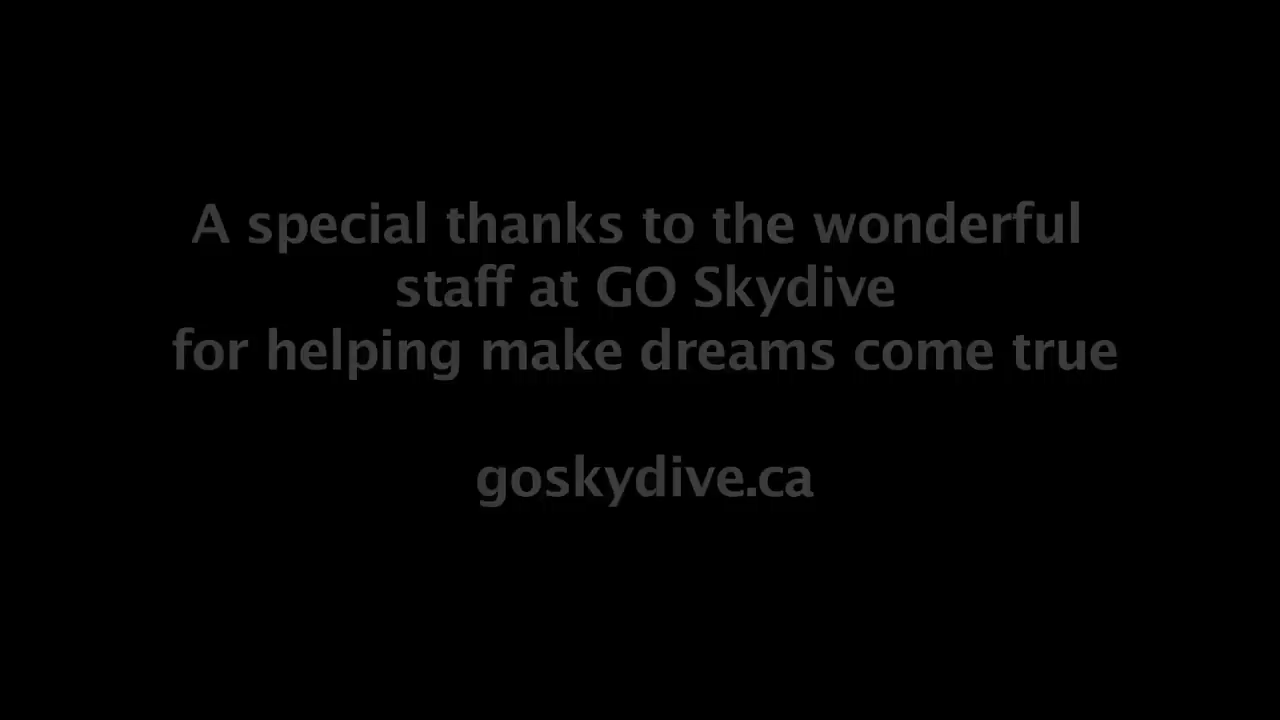 A special thanks to the wonderful
staff at GO Skydive
for helping make dreams come true
goskydive.ca